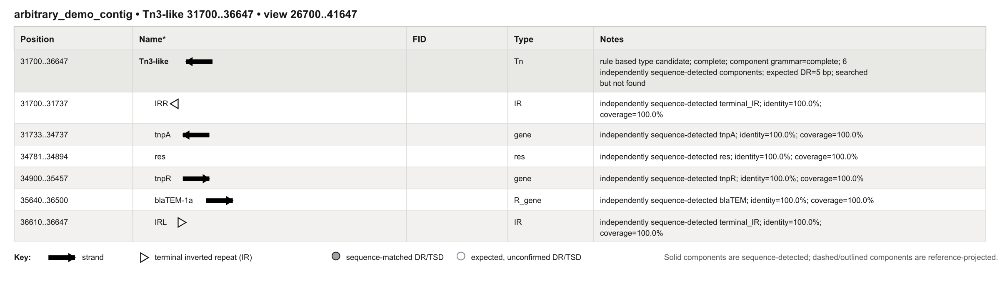 arbitrary_demo_contig • Tn3-like 31700..36647 • view 26700..41647
Position Name* FID Type Notes
31700..36647 Tn3-like Tn rule based type candidate; complete; component grammar=complete; 6
independently sequence-detected components; expected DR=5 bp; searched
but not found
31700..31737 IRR IR independently sequence-detected terminal_IR; identity=100.0%;
coverage=100.0%
31733..34737 tnpA gene independently sequence-detected tnpA; identity=100.0%; coverage=100.0%
34781..34894 res res independently sequence-detected res; identity=100.0%; coverage=100.0%
34900..35457 tnpR gene independently sequence-detected tnpR; identity=100.0%; coverage=100.0%
35640..36500 blaTEM-1a R_gene independently sequence-detected blaTEM; identity=100.0%; coverage=100.0%
36610..36647 IRL IR independently sequence-detected terminal_IR; identity=100.0%;
coverage=100.0%
Key: strand terminal inverted repeat (IR) sequence-matched DR/TSD expected, unconfirmed DR/TSD Solid components are sequence-detected; dashed/outlined components are reference-projected.